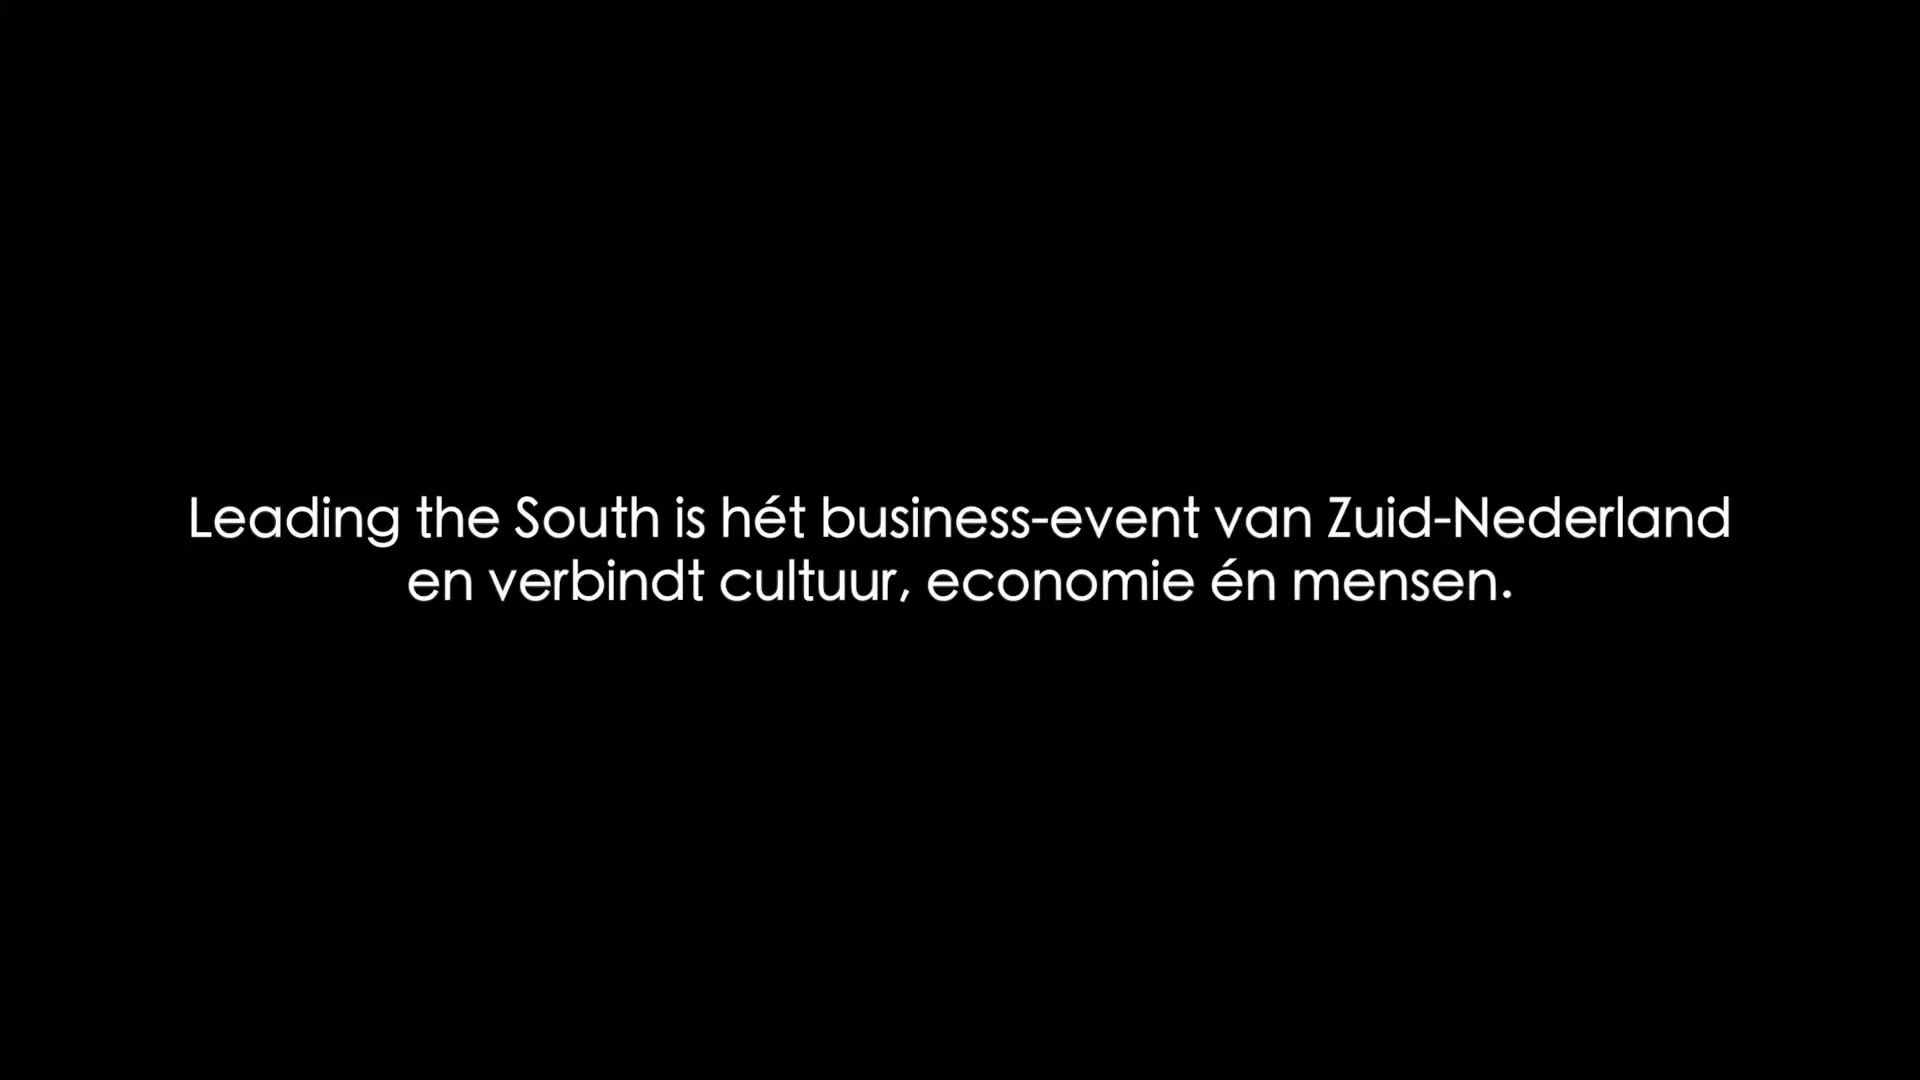 Leading the South is hét business-event van Zuid-Nederland
en verbindt cultuur, economie én mensen.